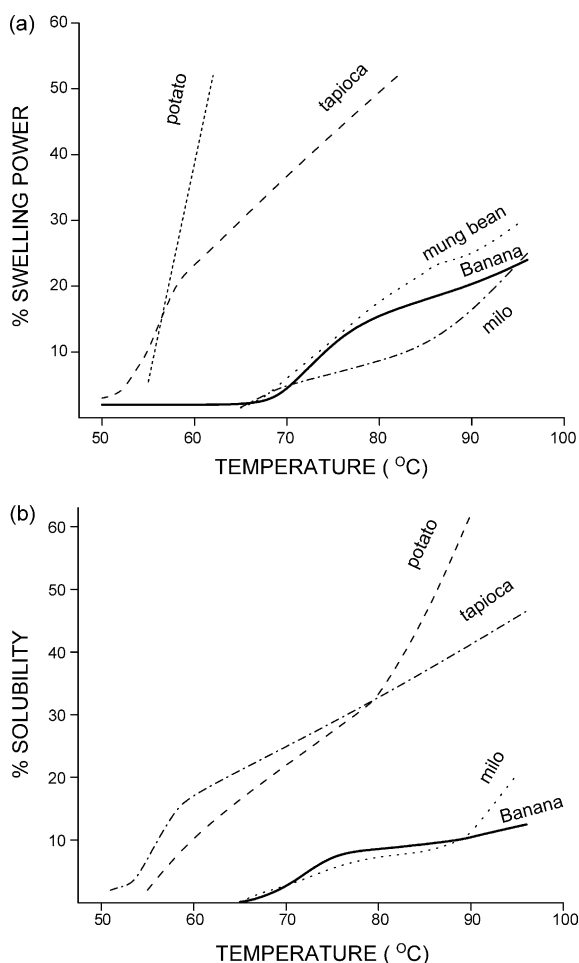 (a)
60
50
40
30
20
10
% SWELLING POWER
potato
tapioca
mung bean
Banana
milo
50 60 70 80 90 100
TEMPERATURE ( °C)
(b)
60
50
40
30
20
10
% SOLUBILITY
potato
tapioca
milo
Banana
50 60 70 80 90 100
TEMPERATURE ( °C)